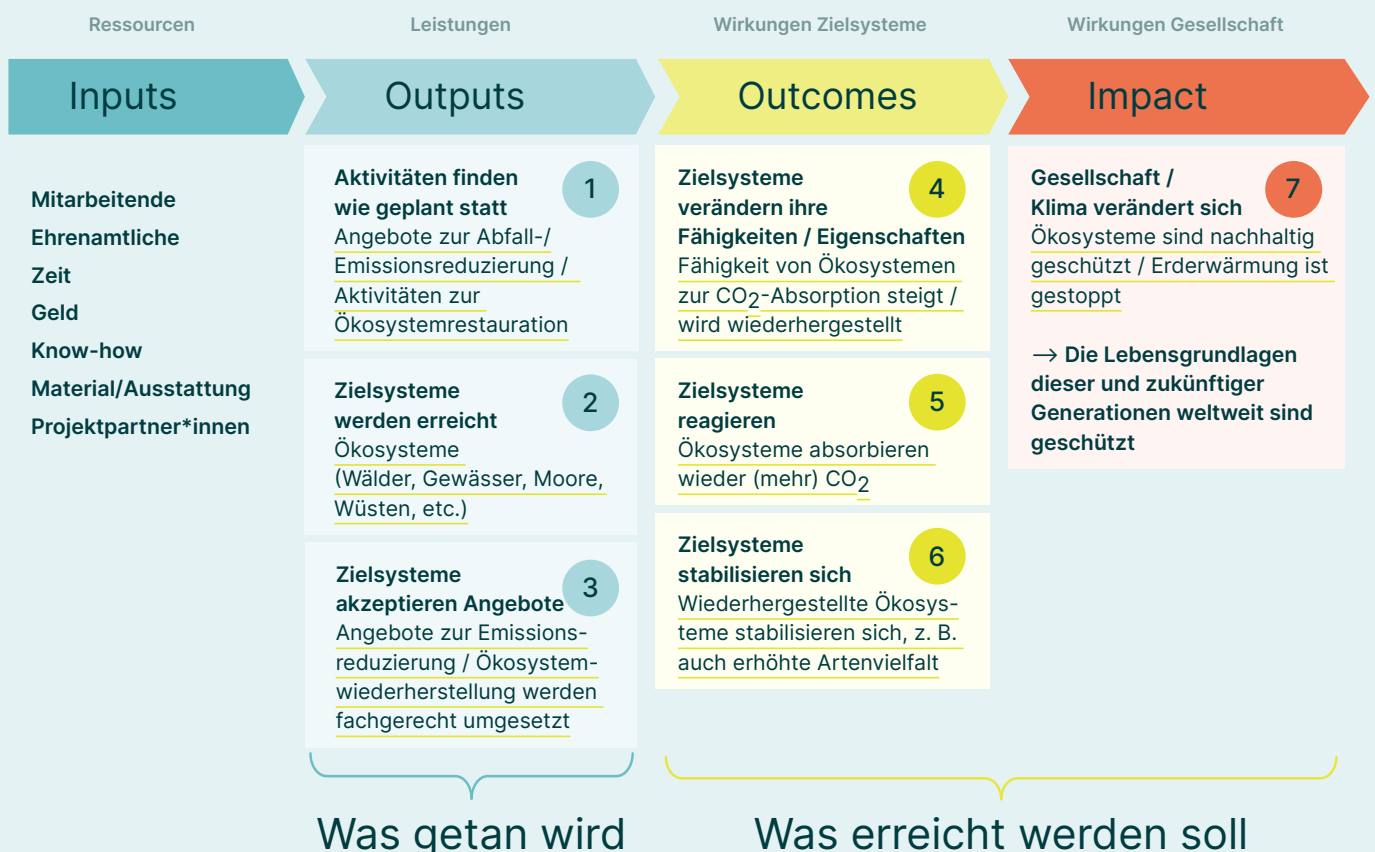 Ressourcen
Leistungen
Wirkungen Zielsysteme
Wirkungen Gesellschaft
Inputs
Outputs
Outcomes
Impact
Mitarbeitende
Ehrenamtliche
Zeit
Geld
Know-how
Material/Ausstattung
Projektpartner*innen
Aktivitäten finden
wie geplant statt
1
Angebote zur Abfall-/
Emissionsreduzierung /
Aktivitäten zur
Ökosystemrestauration
Zielsysteme
werden erreicht
2
Ökosysteme
(Wälder, Gewässer, Moore,
Wüsten, etc.)
Zielsysteme
akzeptieren Angebote
3
Angebote zur Emissions-
reduzierung / Ökosystem-
wiederherstellung werden
fachgerecht umgesetzt
Zielsysteme
verändern ihre
4
Fähigkeiten / Eigenschaften
Fähigkeit von Ökosystemen
zur CO2-Absorption steigt /
wird wiederhergestellt
Zielsysteme
reagieren
5
Ökosysteme absorbieren
wieder (mehr) CO2
Zielsysteme
stabilisieren sich
6
Wiederhergestellte Ökosys-
teme stabilisieren sich, z. B.
auch erhöhte Artenvielfalt
Gesellschaft /
Klima verändert sich
7
Ökosysteme sind nachhaltig
geschützt / Erderwärmung ist
gestoppt
→ Die Lebensgrundlagen
dieser und zukünftiger
Generationen weltweit sind
geschützt
Was getan wird
Was erreicht werden soll